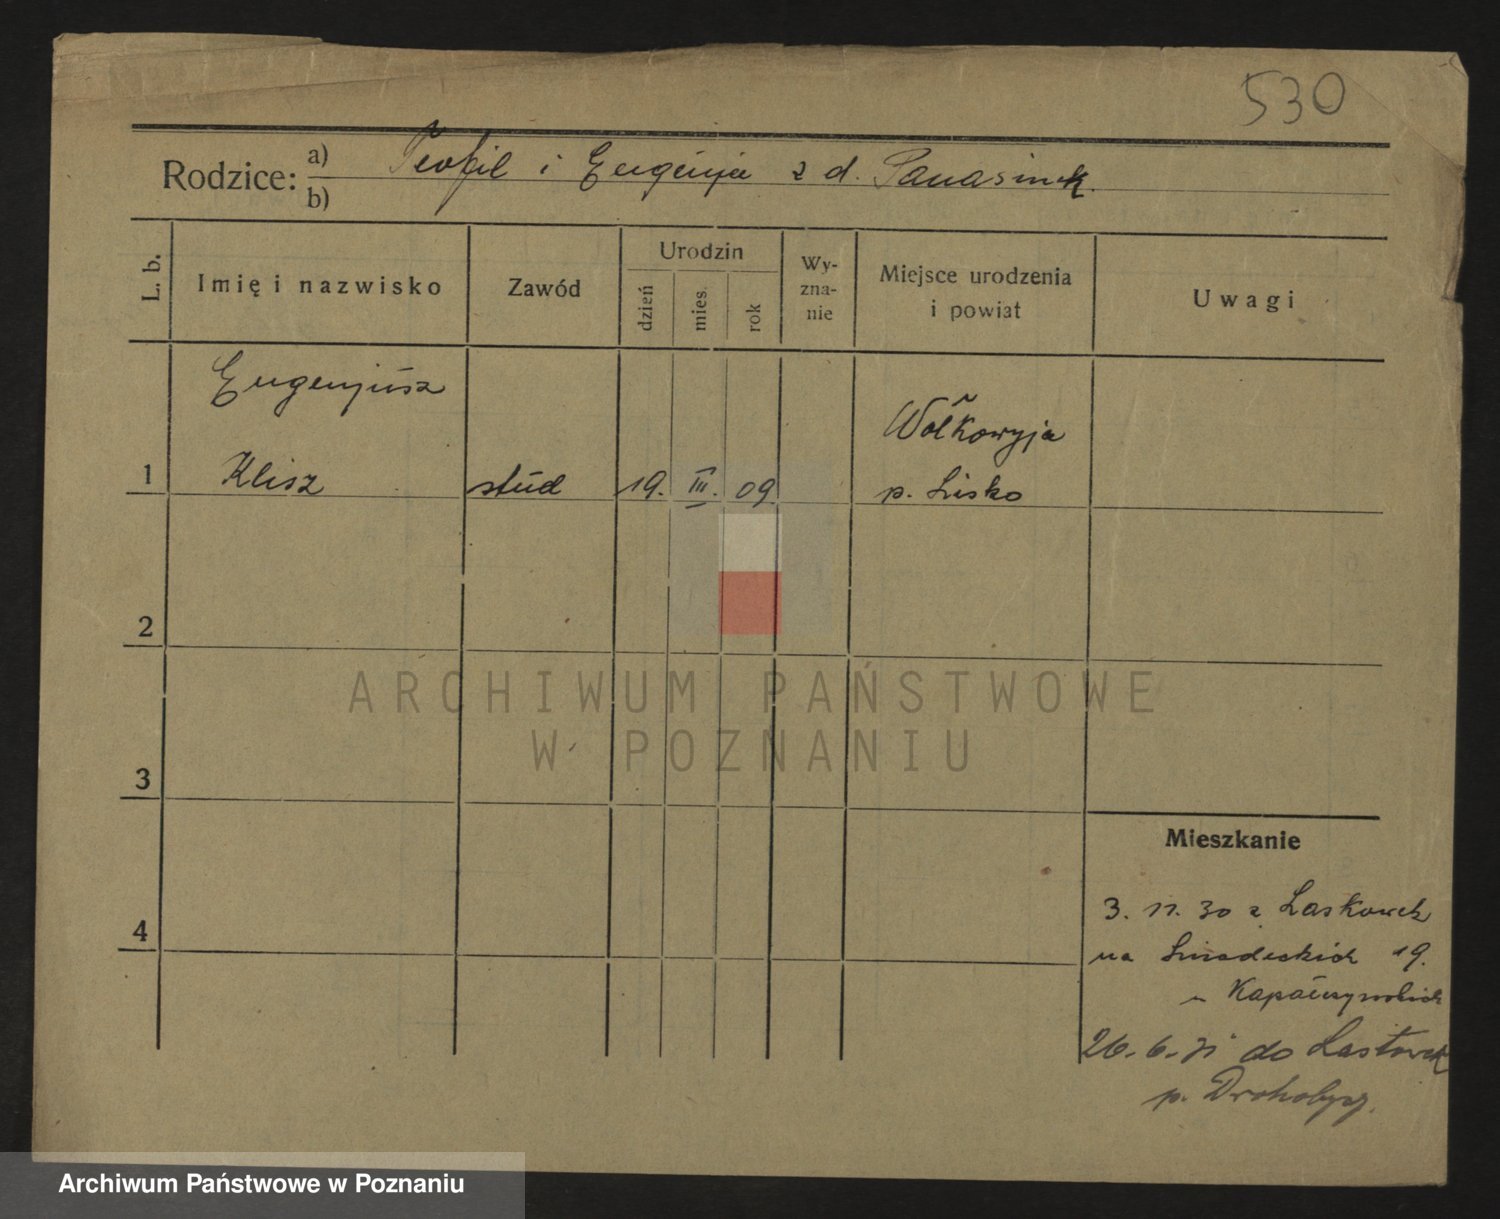 530
Rodzice: a) Teofil i Eugenja z d. Panasiuk.
b)
L. b.
Imię i nazwisko
Zawód
Urodzin
dzień
mies.
rok
Wy-
zna-
nie
Miejsce urodzenia
i powiat
Uwagi
Eugenjusz
Wołkowyja
1 Klisz stud 19. III. 09 p. Lisko
2
3
4
ARCHIWUM PAŃSTWOWE
W POZNANIU
Mieszkanie
3. 11. 30 z
na Śniadeckich 19.
u
26. 6. 31 do
p. Drohobycz.
Archiwum Państwowe w Poznaniu